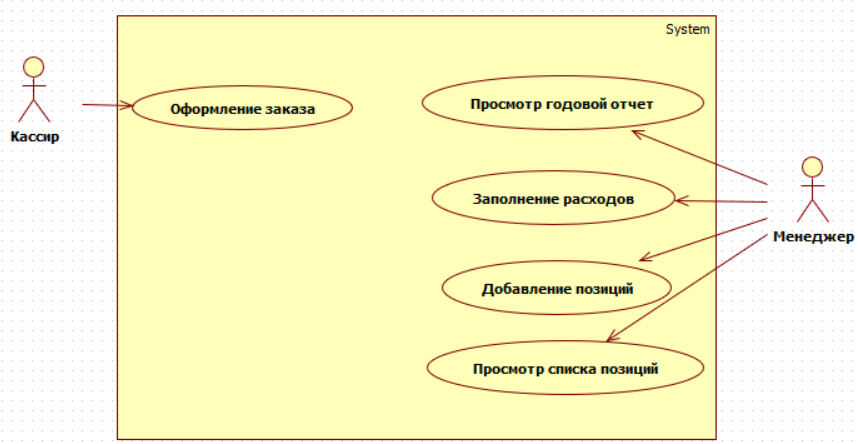 System
Кассир
Оформление заказа
Просмотр годовой отчет
Заполнение расходов
Менеджер
Добавление позиций
Просмотр списка позиций